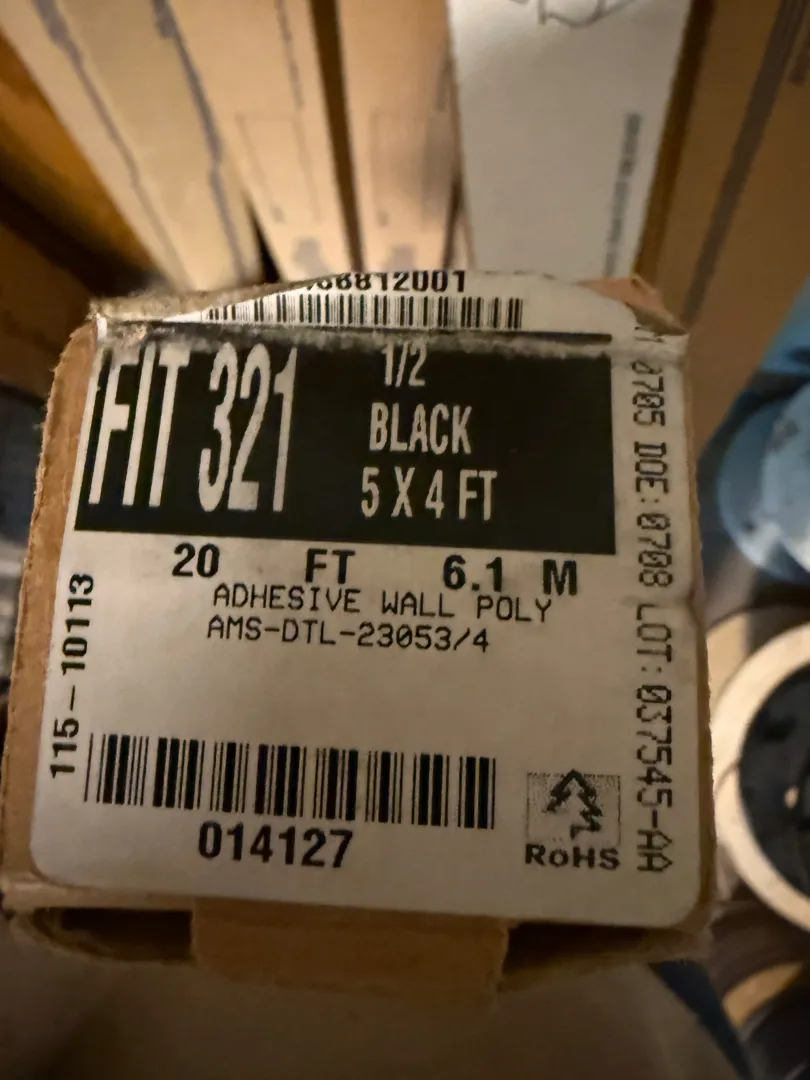 812001
FIT 321
1/2
BLACK
5 X 4 FT
20 FT 6.1 M
ADHESIVE WALL POLY
AMS-DTL-23053/4
115-10113
014127
RoHS
0705 DOE: 0708 LOT: 037545-AA